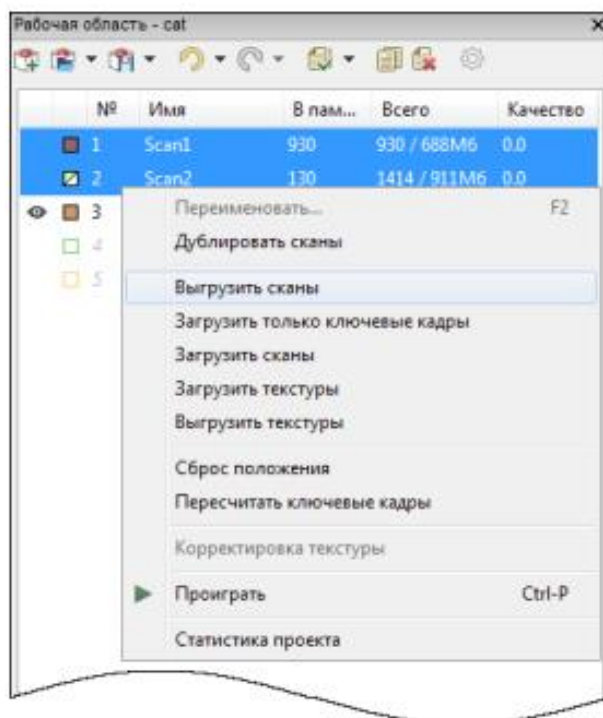 Рабочая область - cat
№ Имя В пам... Всего Качество
1 Scan1 930 930 / 688Мб 0.0
2 Scan2 130 1414 / 911Мб 0.0
3
4
5
Переименовать... F2
Дублировать сканы
Выгрузить сканы
Загрузить только ключевые кадры
Загрузить сканы
Загрузить текстуры
Выгрузить текстуры
Сброс положения
Пересчитать ключевые кадры
Корректировка текстуры
Проиграть Ctrl-P
Статистика проекта